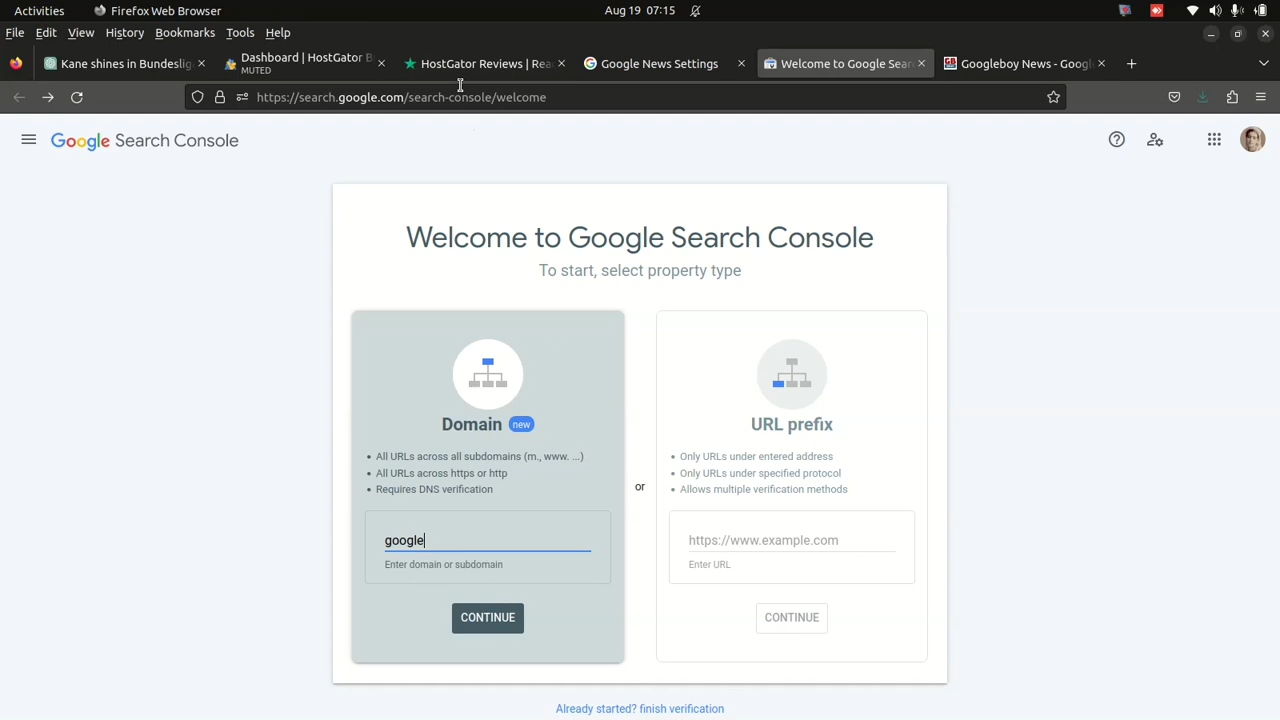 Activities
Firefox Web Browser
Aug 19 07:15
File Edit View History Bookmarks Tools Help
Kane shines in Bundeslig
Dashboard | HostGator B
MUTED
HostGator Reviews | Rea
Google News Settings
Welcome to Google Sear
Googleboy News - Googl
https://search.google.com/search-console/welcome
Google Search Console
Welcome to Google Search Console
To start, select property type
Domain new
• All URLs across all subdomains (m., www. ...)
• All URLs across https or http
• Requires DNS verification
google
Enter domain or subdomain
CONTINUE
or
URL prefix
• Only URLs under entered address
• Only URLs under specified protocol
• Allows multiple verification methods
https://www.example.com
Enter URL
CONTINUE
Already started? finish verification